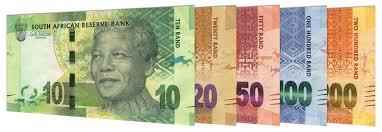 SOUTH AFRICAN RESERVE BANK
TEN RAND
TWENTY RAND
FIFTY RAND
ONE HUNDRED RAND
TWO HUNDRED RAND
10
10
20
50
100
00